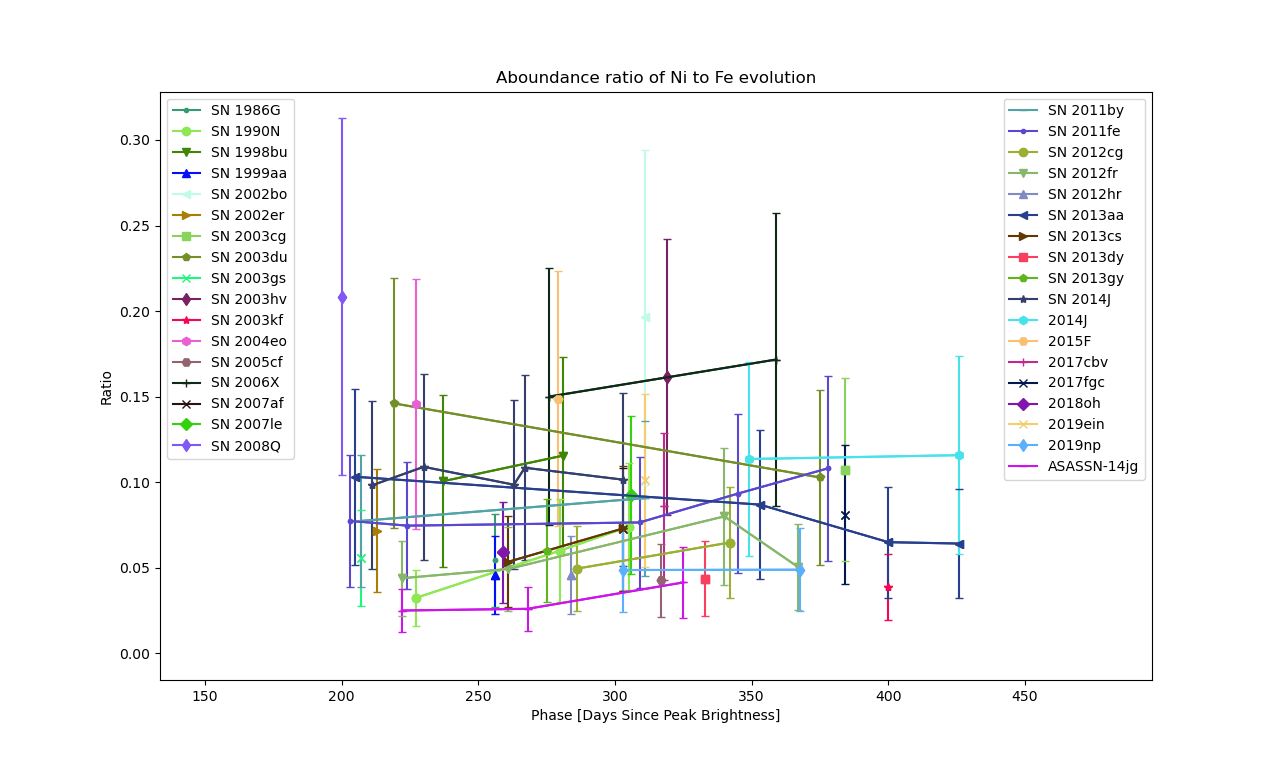 Aboundance ratio of Ni to Fe evolution
SN 1986G
SN 1990N
SN 1998bu
SN 1999aa
SN 2002bo
SN 2002er
SN 2003cg
SN 2003du
SN 2003gs
SN 2003hv
SN 2003kf
SN 2004eo
SN 2005cf
SN 2006X
SN 2007af
SN 2007le
SN 2008Q
SN 2011by
SN 2011fe
SN 2012cg
SN 2012fr
SN 2012hr
SN 2013aa
SN 2013cs
SN 2013dy
SN 2013gy
SN 2014J
2014J
2015F
2017cbv
2017fgc
2018oh
2019ein
2019np
ASASSN-14jg
Ratio
0.30
0.25
0.20
0.15
0.10
0.05
0.00
150 200 250 300 350 400 450
Phase [Days Since Peak Brightness]